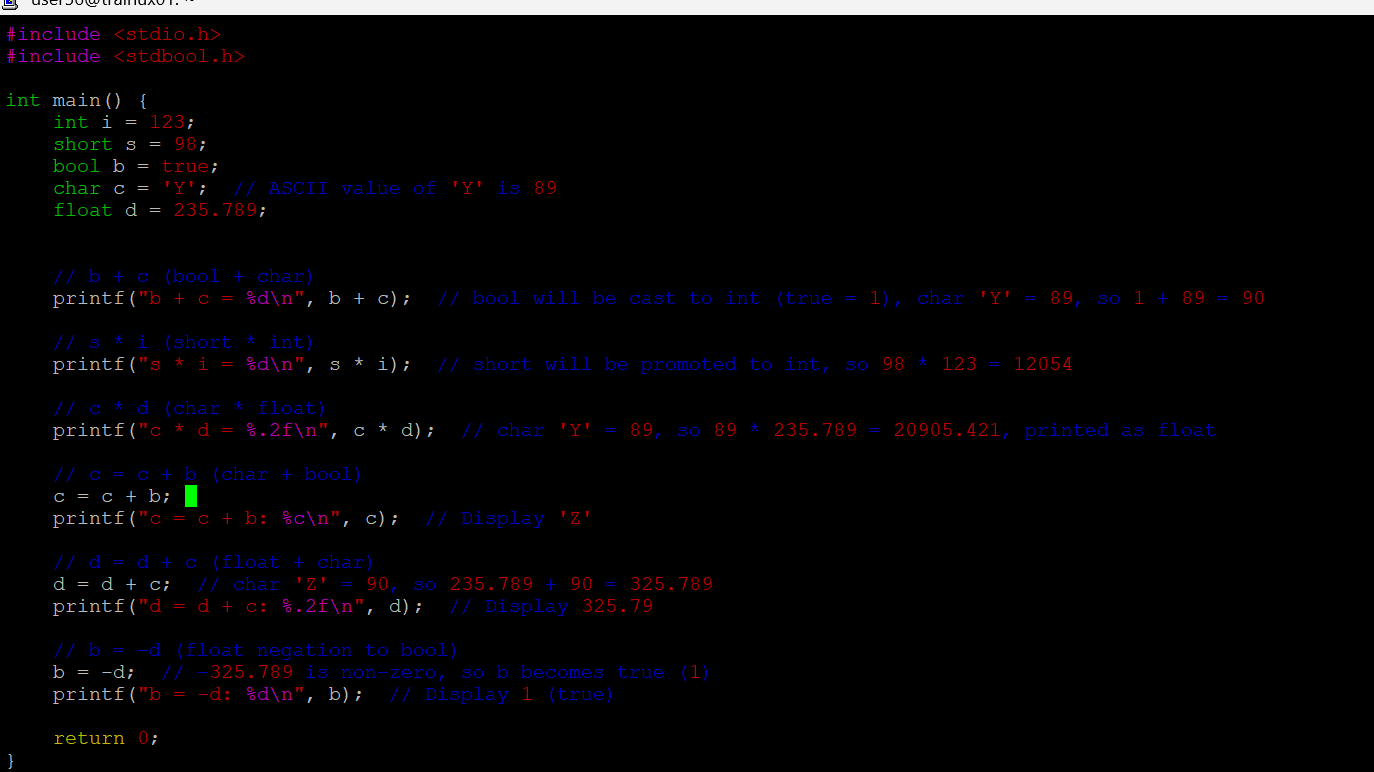 #include <stdio.h>
#include <stdbool.h>
int main() {
    int i = 123;
    short s = 98;
    bool b = true;
    char c = 'Y';  // ASCII value of 'Y' is 89
    float d = 235.789;
    // b + c (bool + char)
    printf("b + c = %d\n", b + c);  // bool will be cast to int (true = 1), char 'Y' = 89, so 1 + 89 = 90
    // s * i (short * int)
    printf("s * i = %d\n", s * i);  // short will be promoted to int, so 98 * 123 = 12054
    // c * d (char * float)
    printf("c * d = %.2f\n", c * d);  // char 'Y' = 89, so 89 * 235.789 = 20905.421, printed as float
    // c = c + b (char + bool)
    c = c + b;
    printf("c = c + b: %c\n", c);  // Display 'Z'
    // d = d + c (float + char)
    d = d + c;  // char 'Z' = 90, so 235.789 + 90 = 325.789
    printf("d = d + c: %.2f\n", d);  // Display 325.79
    // b = -d (float negation to bool)
    b = -d;  // -325.789 is non-zero, so b becomes true (1)
    printf("b = -d: %d\n", b);  // Display 1 (true)
    return 0;
}